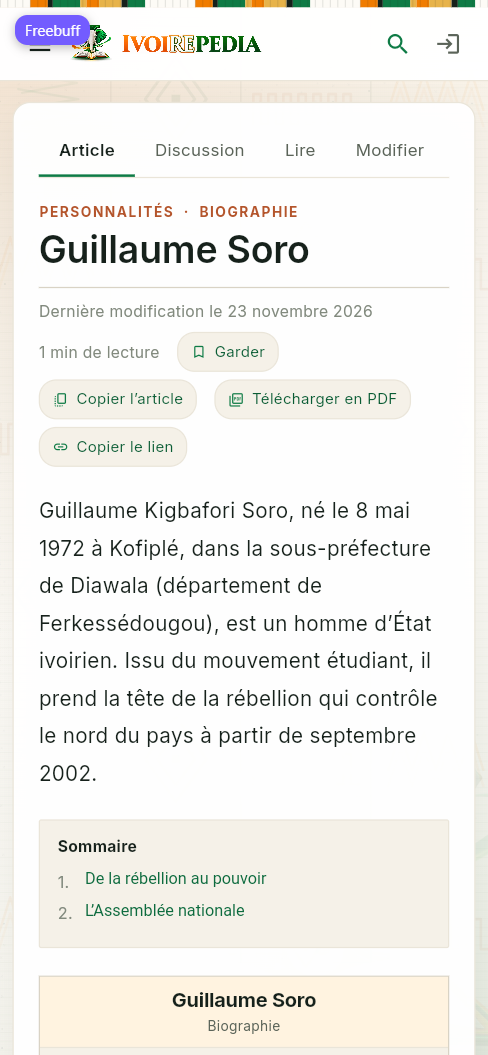 Freebuff
IVOIREPEDIA
Article
Discussion
Lire
Modifier
PERSONNALITÉS · BIOGRAPHIE
Guillaume Soro
Dernière modification le 23 novembre 2026
1 min de lecture
Garder
Copier l’article
Télécharger en PDF
Copier le lien
Guillaume Kigbafori Soro, né le 8 mai
1972 à Kofiplé, dans la sous-préfecture
de Diawala (département de
Ferkessédougou), est un homme d’État
ivoirien. Issu du mouvement étudiant, il
prend la tête de la rébellion qui contrôle
le nord du pays à partir de septembre
2002.
Sommaire
1. De la rébellion au pouvoir
2. L’Assemblée nationale
Guillaume Soro
Biographie